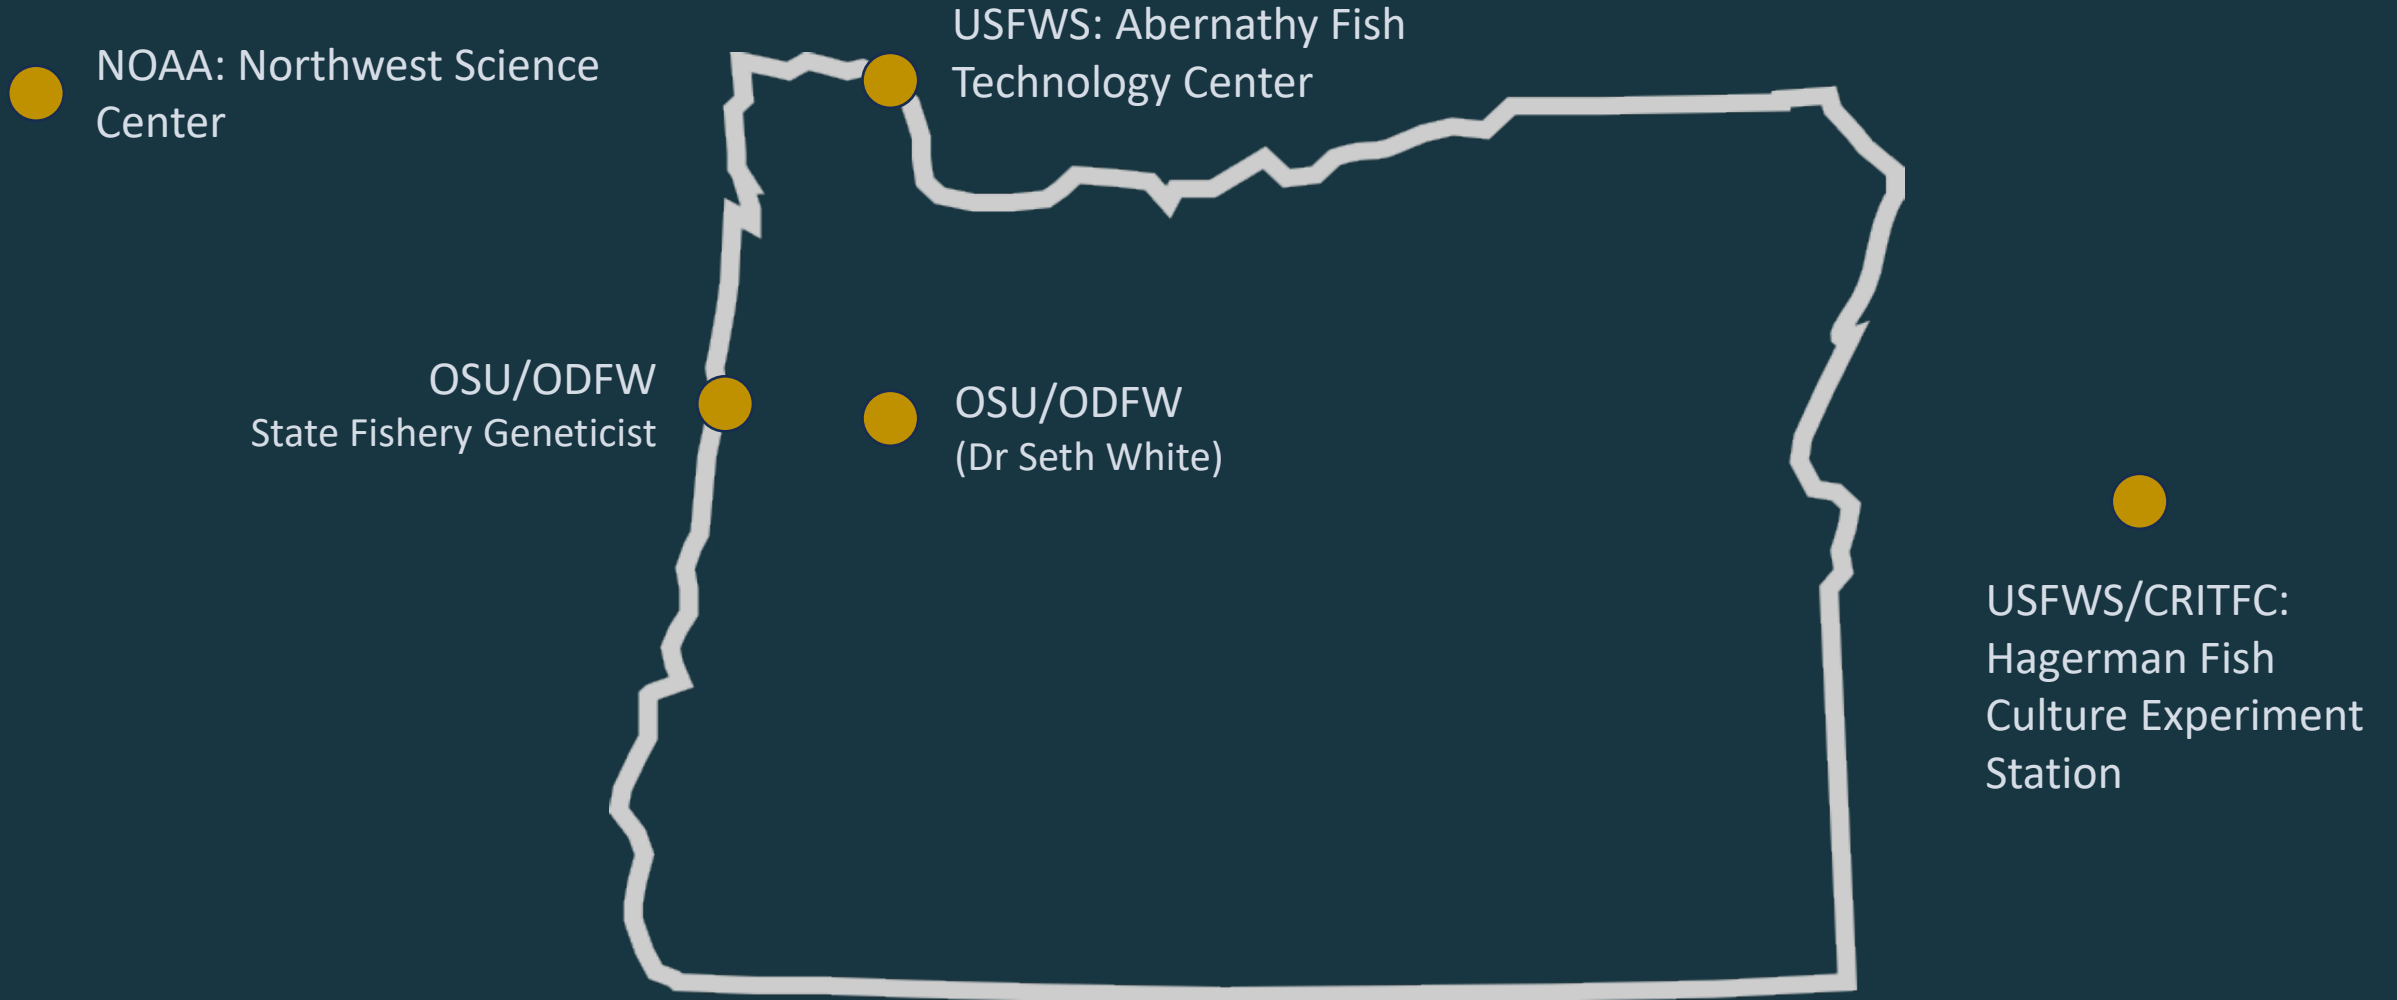 NOAA: Northwest Science
Center
USFWS: Abernathy Fish
Technology Center
OSU/ODFW
State Fishery Geneticist
OSU/ODFW
(Dr Seth White)
USFWS/CRITFC:
Hagerman Fish
Culture Experiment
Station